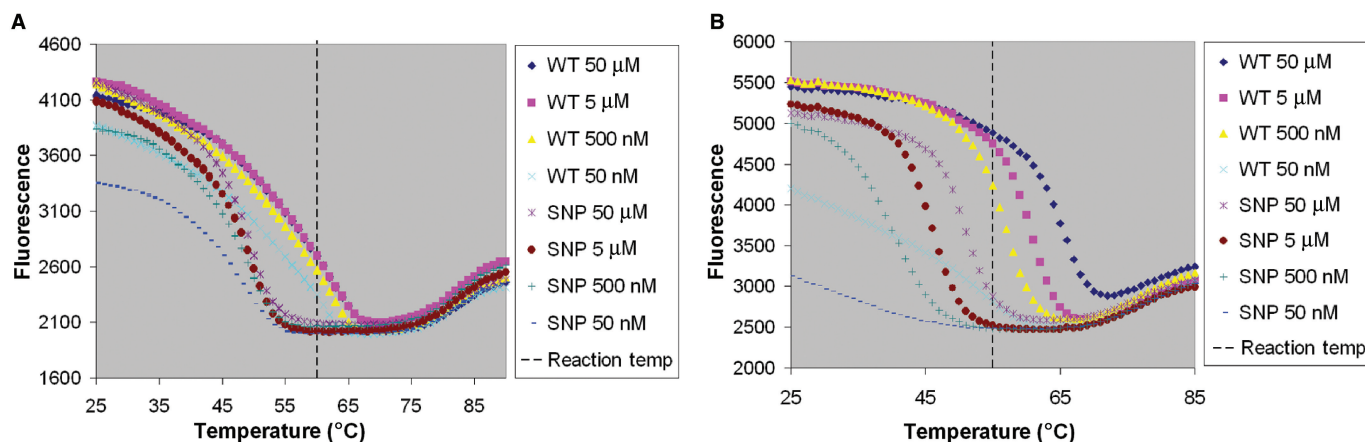 A
4600
4100
3600
3100
2600
2100
1600
Fluorescence
25 35 45 55 65 75 85
Temperature (°C)
WT 50 µM
WT 5 µM
WT 500 nM
WT 50 nM
SNP 50 µM
SNP 5 µM
SNP 500 nM
SNP 50 nM
Reaction temp
B
6000
5500
5000
4500
4000
3500
3000
2500
2000
Fluorescence
25 45 65 85
Temperature (°C)
WT 50 µM
WT 5 µM
WT 500 nM
WT 50 nM
SNP 50 µM
SNP 5 µM
SNP 500 nM
SNP 50 nM
Reaction temp